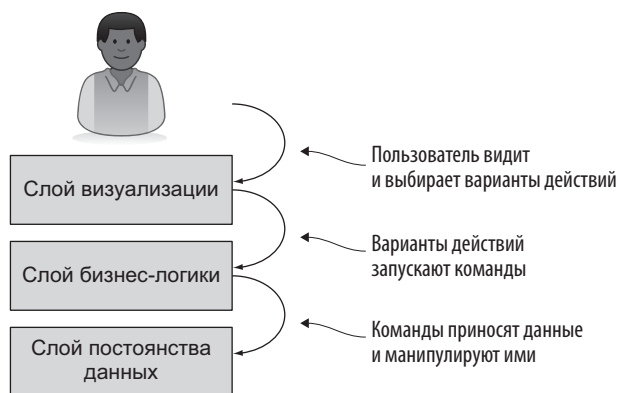 Пользователь видит
и выбирает варианты действий
Слой визуализации
Варианты действий
запускают команды
Слой бизнес-логики
Команды приносят данные
и манипулируют ими
Слой постоянства
данных